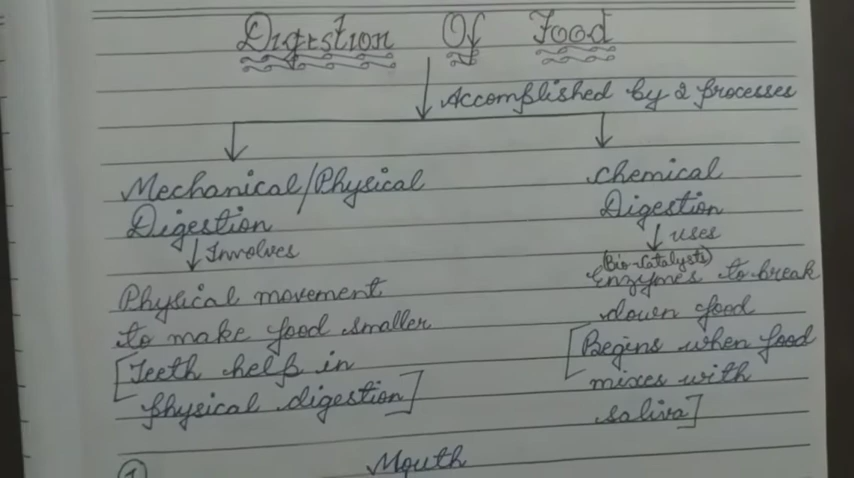 Digestion Of Food
Accomplished by 2 processes
Mechanical/Physical
Digestion
Involves
Physical movement
to make food smaller
[Teeth help in
physical digestion]
Chemical
Digestion
uses
(Bio-catalysts)
Enzymes to break
down food
[Begins when food
mixes with
saliva]
1
Mouth